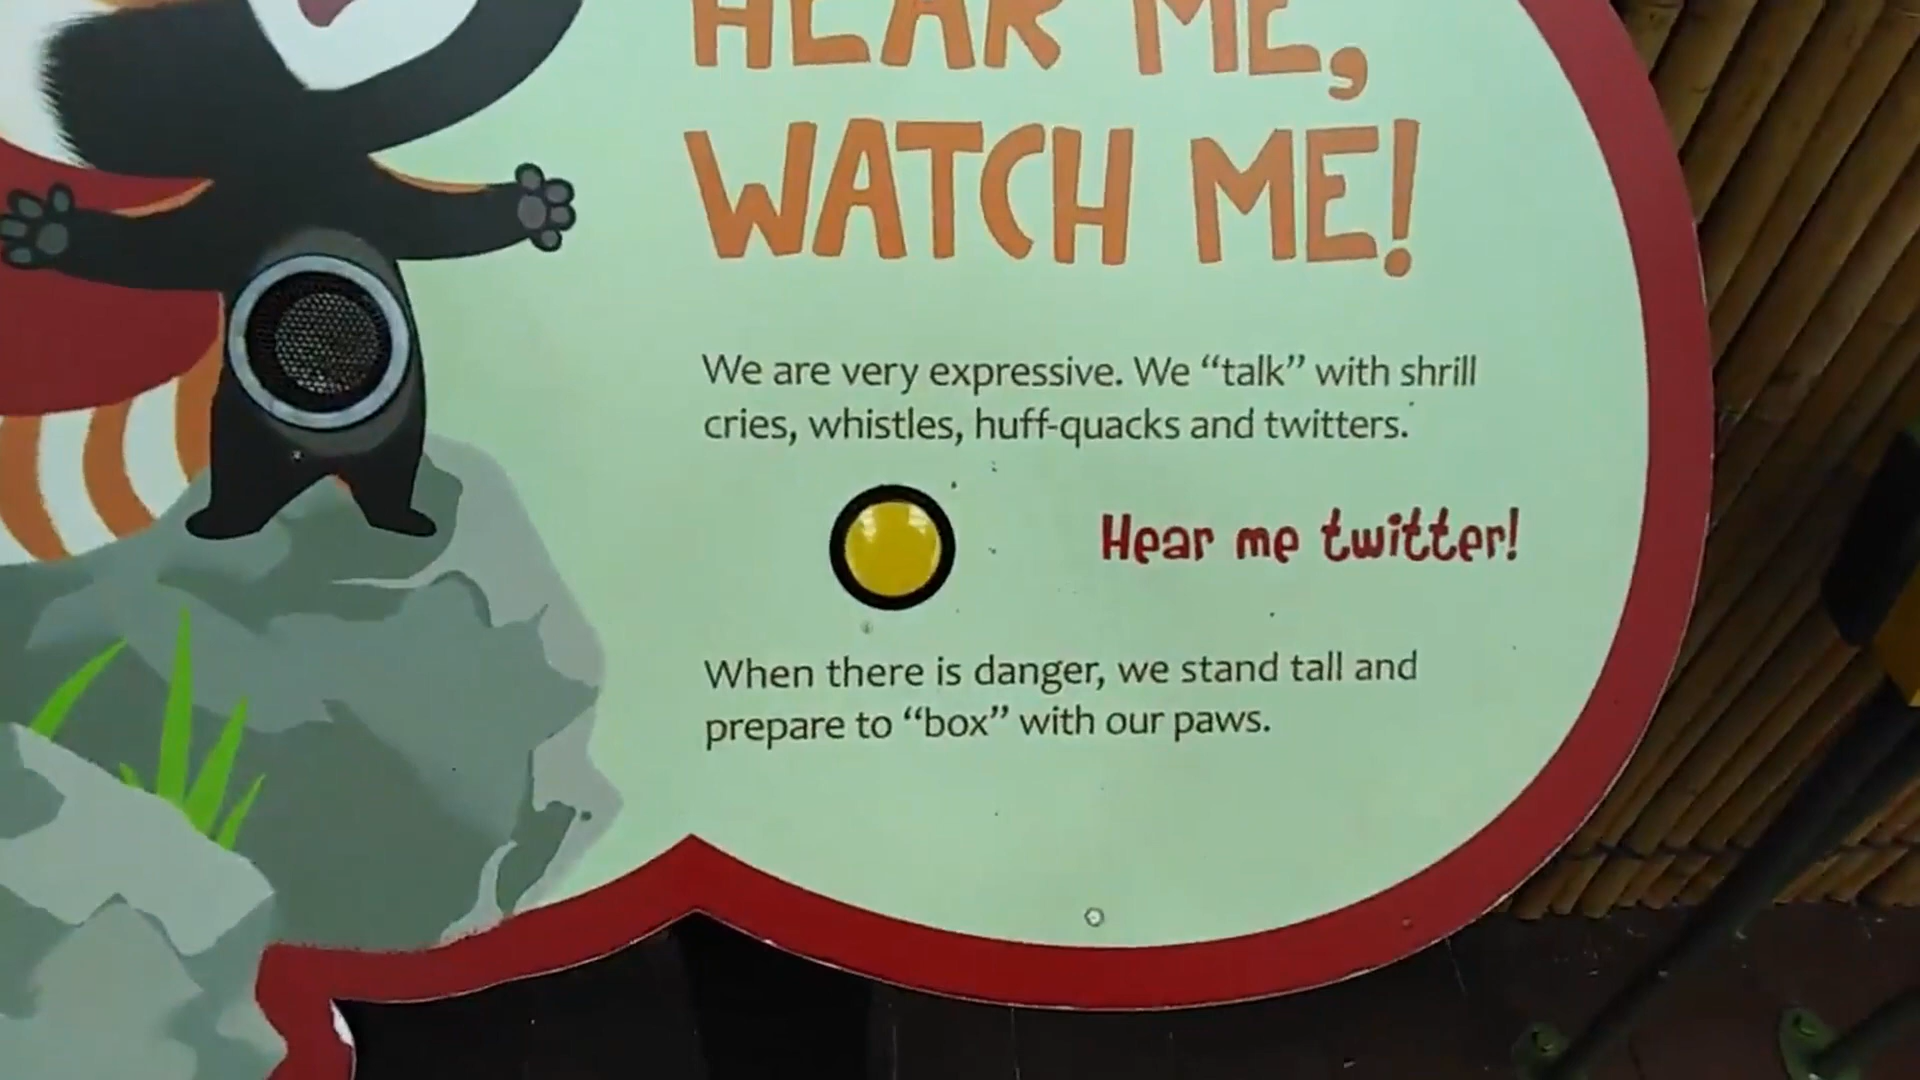 HEAR ME,
WATCH ME!
We are very expressive. We “talk” with shrill
cries, whistles, huff-quacks and twitters.
Hear me twitter!
When there is danger, we stand tall and
prepare to “box” with our paws.